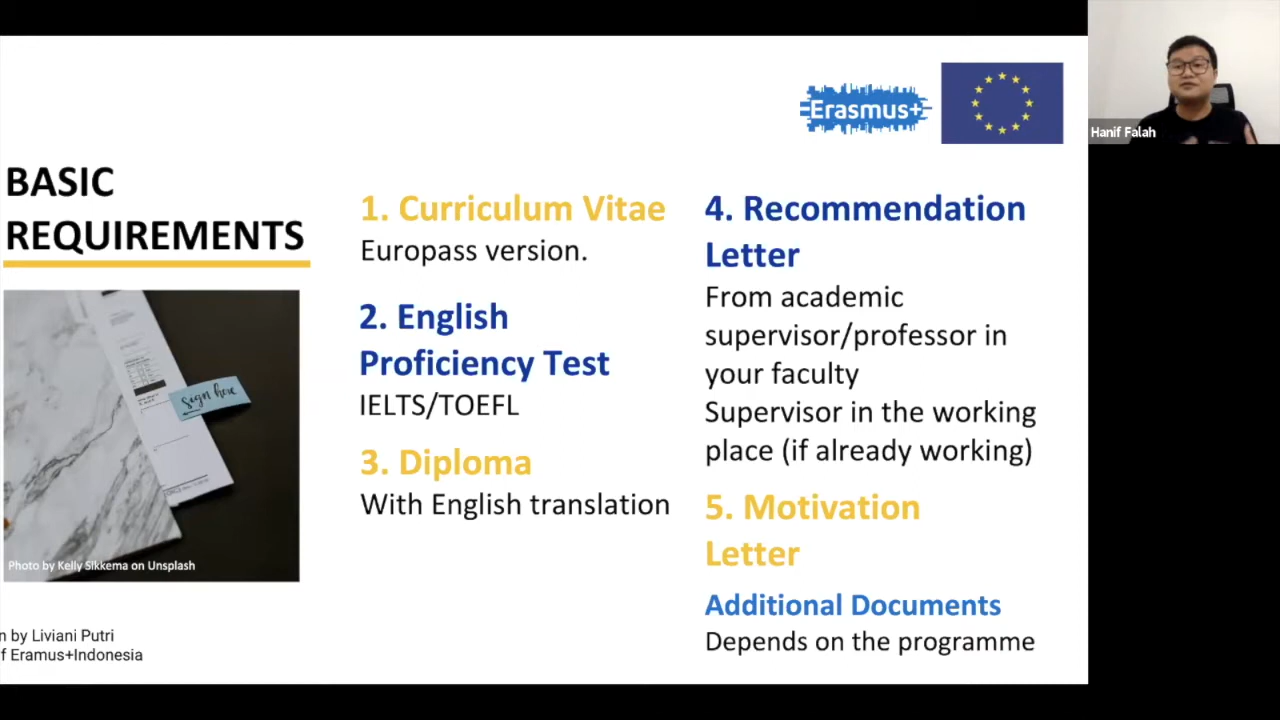 Erasmus+
Hanif Falah
BASIC
REQUIREMENTS
sign here
Photo by Kelly Sikkema on Unsplash
n by Liviani Putri
f Eramus+Indonesia
1. Curriculum Vitae
Europass version.
2. English
Proficiency Test
IELTS/TOEFL
3. Diploma
With English translation
4. Recommendation
Letter
From academic
supervisor/professor in
your faculty
Supervisor in the working
place (if already working)
5. Motivation
Letter
Additional Documents
Depends on the programme